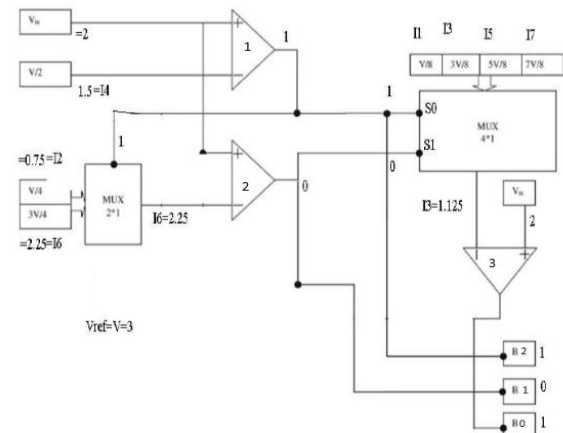 Vin
=2
V/2
1.5=I4
1
1
I1 I3 I5 I7
V/8 3V/8 5V/8 7V/8
1
S0
MUX
4*1
S1
0
1
=0.75=I2
V/4
3V/4
=2.25=I6
MUX
2*1
I6=2.25
2
0
I3=1.125
Vin
2
3
Vref=V=3
B 2 1
B 1 0
B0 1